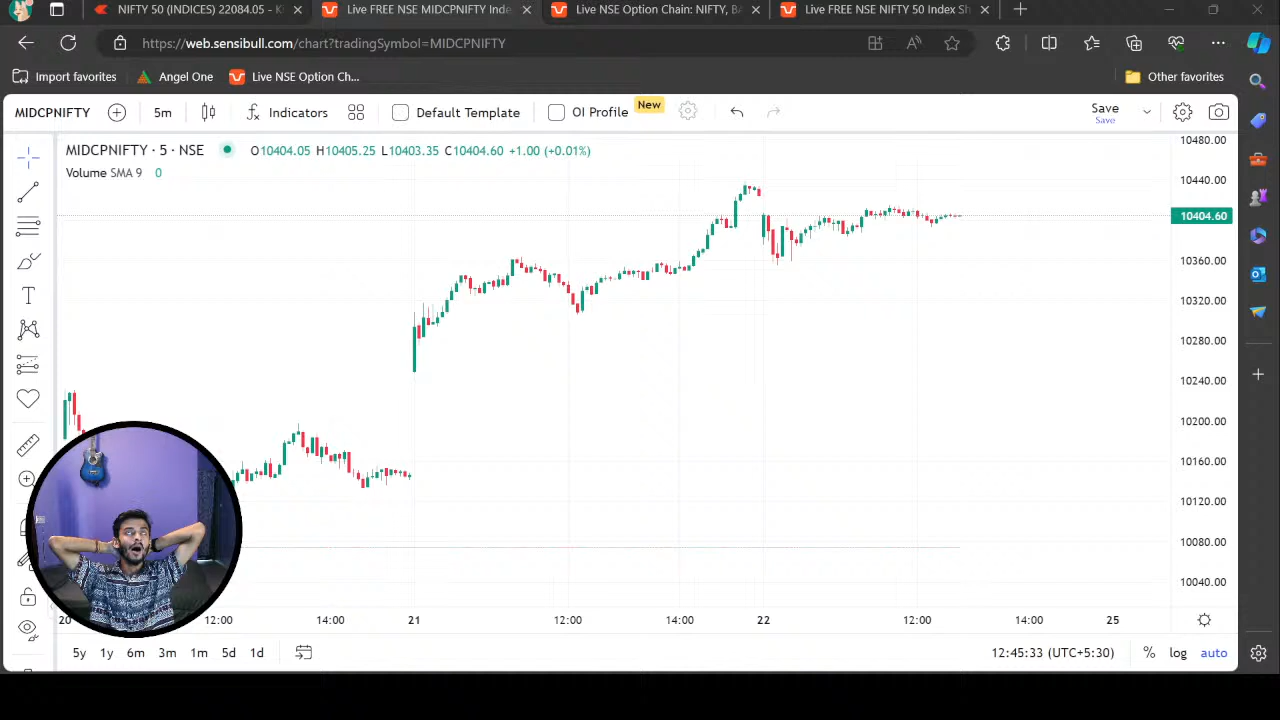 NIFTY 50 (INDICES) 22084.05 - K
Live FREE NSE MIDCPNIFTY Inde
Live NSE Option Chain: NIFTY, BA
Live FREE NSE NIFTY 50 Index Sh
https://web.sensibull.com/chart?tradingSymbol=MIDCPNIFTY
Import favorites
Angel One
Live NSE Option Ch...
Other favorites
MIDCPNIFTY
5m
Indicators
Default Template
OI Profile
New
Save
Save
MIDCPNIFTY · 5 · NSE
O10404.05 H10405.25 L10403.35 C10404.60 +1.00 (+0.01%)
Volume SMA 9 0
10480.00
10440.00
10404.60
10360.00
10320.00
10280.00
10240.00
10200.00
10160.00
10120.00
10080.00
10040.00
20 12:00 14:00 21 12:00 14:00 22 12:00 14:00 25
5y 1y 6m 3m 1m 5d 1d
12:45:33 (UTC+5:30) % log auto